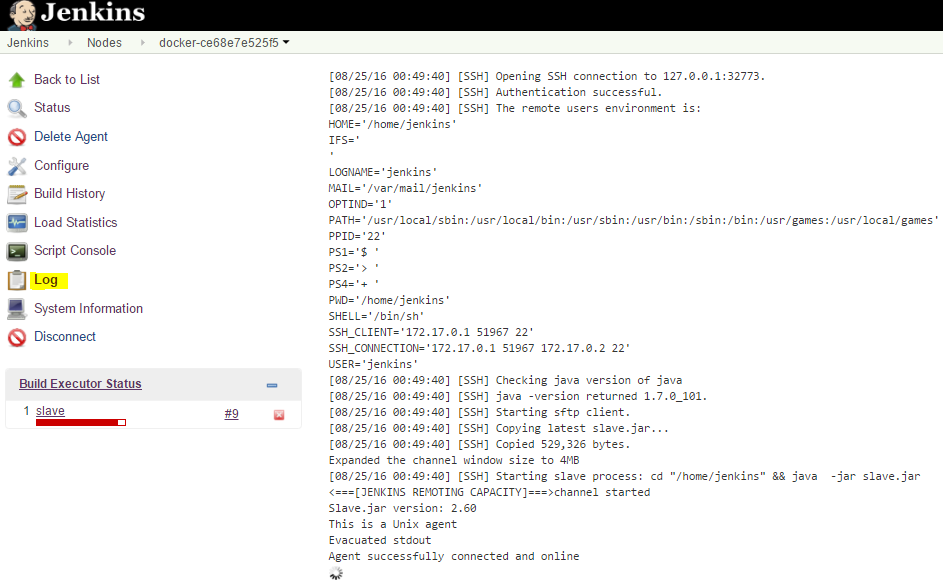 Jenkins
Jenkins Nodes docker-ce68e7e525f5
Back to List
Status
Delete Agent
Configure
Build History
Load Statistics
Script Console
Log
System Information
Disconnect
Build Executor Status
1 slave #9
[08/25/16 00:49:40] [SSH] Opening SSH connection to 127.0.0.1:32773.
[08/25/16 00:49:40] [SSH] Authentication successful.
[08/25/16 00:49:40] [SSH] The remote users environment is:
HOME='/home/jenkins'
IFS='
'
LOGNAME='jenkins'
MAIL='/var/mail/jenkins'
OPTIND='1'
PATH='/usr/local/sbin:/usr/local/bin:/usr/sbin:/usr/bin:/sbin:/bin:/usr/games:/usr/local/games'
PPID='22'
PS1='$ '
PS2='> '
PS4='+ '
PWD='/home/jenkins'
SHELL='/bin/sh'
SSH_CLIENT='172.17.0.1 51967 22'
SSH_CONNECTION='172.17.0.1 51967 172.17.0.2 22'
USER='jenkins'
[08/25/16 00:49:40] [SSH] Checking java version of java
[08/25/16 00:49:40] [SSH] java -version returned 1.7.0_101.
[08/25/16 00:49:40] [SSH] Starting sftp client.
[08/25/16 00:49:40] [SSH] Copying latest slave.jar...
[08/25/16 00:49:40] [SSH] Copied 529,326 bytes.
Expanded the channel window size to 4MB
[08/25/16 00:49:40] [SSH] Starting slave process: cd "/home/jenkins" && java  -jar slave.jar
<===[JENKINS REMOTING CAPACITY]===>channel started
Slave.jar version: 2.60
This is a Unix agent
Evacuated stdout
Agent successfully connected and online